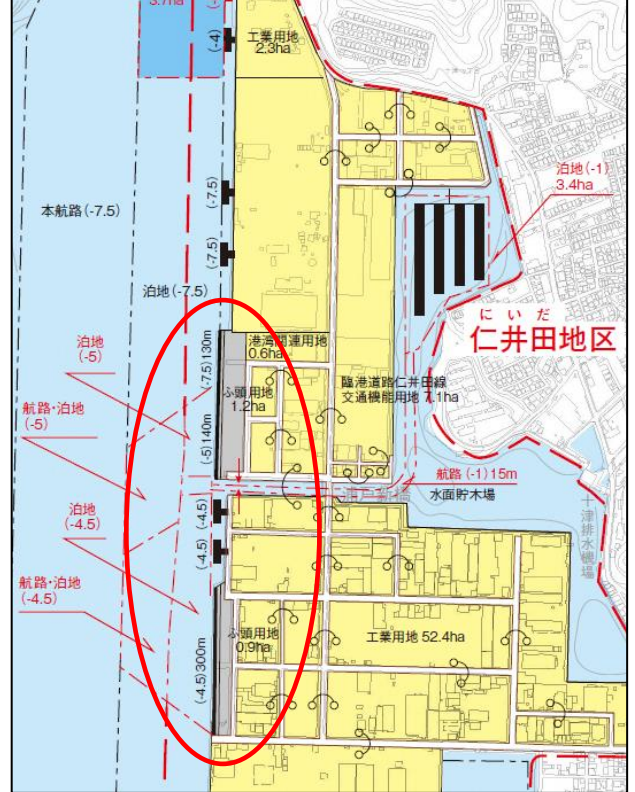 3.7ha
(-4)
工業用地
2.3ha
泊地(-1)
3.4ha
(-7.5)
本航路(-7.5)
(-7.5)
泊地(-7.5)
にいだ
仁井田地区
(-7.5)130m
港湾関連用地
0.6ha
泊地
(-5)
臨港道路仁井田線
交通機能用地 7.1ha
ふ頭用地
1.2ha
航路・泊地
(-5)
(-5)140m
航路(-1)15m
水面貯木場
泊地
(-4.5)
(-4.5)
(-4.5)
十津排水機場
航路・泊地
(-4.5)
ふ頭用地
0.9ha
工業用地 52.4ha
(-4.5)300m